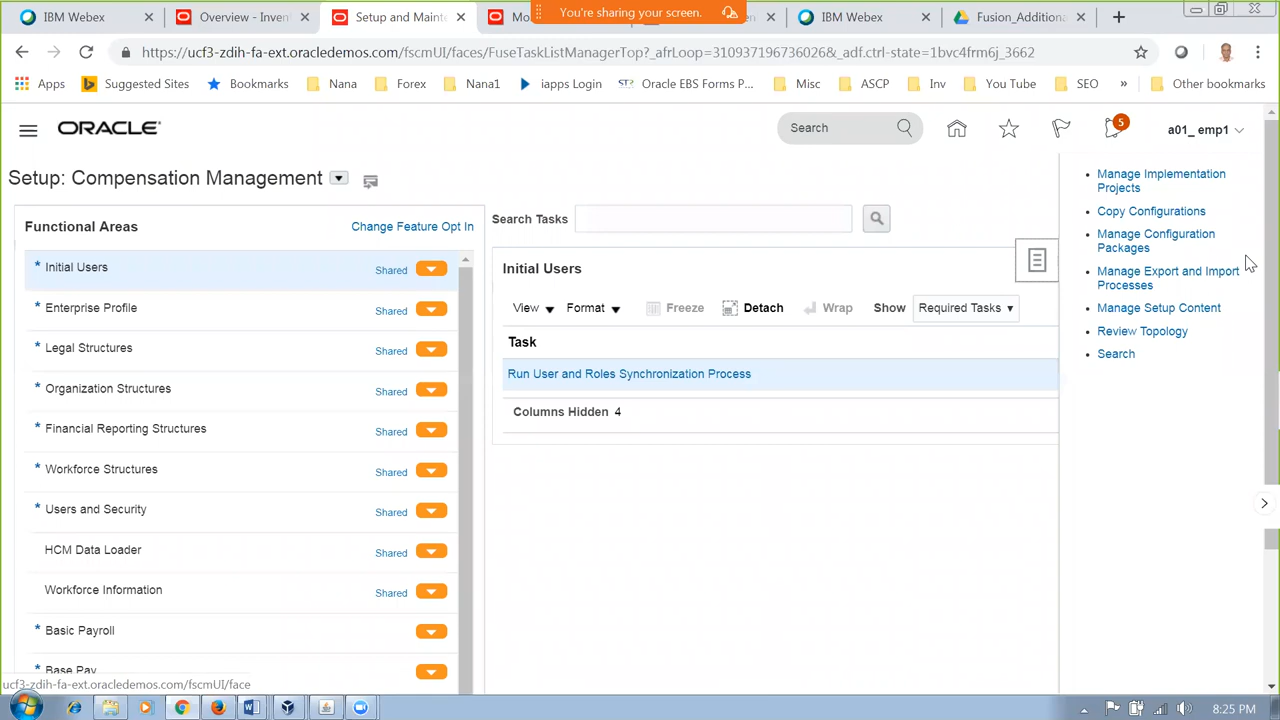 IBM Webex
Overview - Invent
Setup and Maint
Mo
You're sharing your screen.
IBM Webex
Fusion_Additiona
https://ucf3-zdih-fa-ext.oracledemos.com/fscmUI/faces/FuseTaskListManagerTop?_afrLoop=310937196736026&_adf.ctrl-state=1bvc4frm6j_3662
Apps
Suggested Sites
Bookmarks
Nana
Forex
Nana1
iapps Login
Oracle EBS Forms P...
Misc
ASCP
Inv
You Tube
SEO
»
Other bookmarks
ORACLE
Search
5
a01_ emp1
Setup: Compensation Management
Functional Areas
Change Feature Opt In
* Initial Users Shared
* Enterprise Profile Shared
* Legal Structures Shared
* Organization Structures Shared
* Financial Reporting Structures Shared
* Workforce Structures Shared
* Users and Security Shared
HCM Data Loader Shared
Workforce Information Shared
* Basic Payroll
* Base Pay
Search Tasks
Initial Users
View
Format
Freeze
Detach
Wrap
Show
Required Tasks
Task
Run User and Roles Synchronization Process
Columns Hidden 4
Manage Implementation
Projects
Copy Configurations
Manage Configuration
Packages
Manage Export and Import
Processes
Manage Setup Content
Review Topology
Search
ucf3-zdih-fa-ext.oracledemos.com/fscmUI/face
8:25 PM